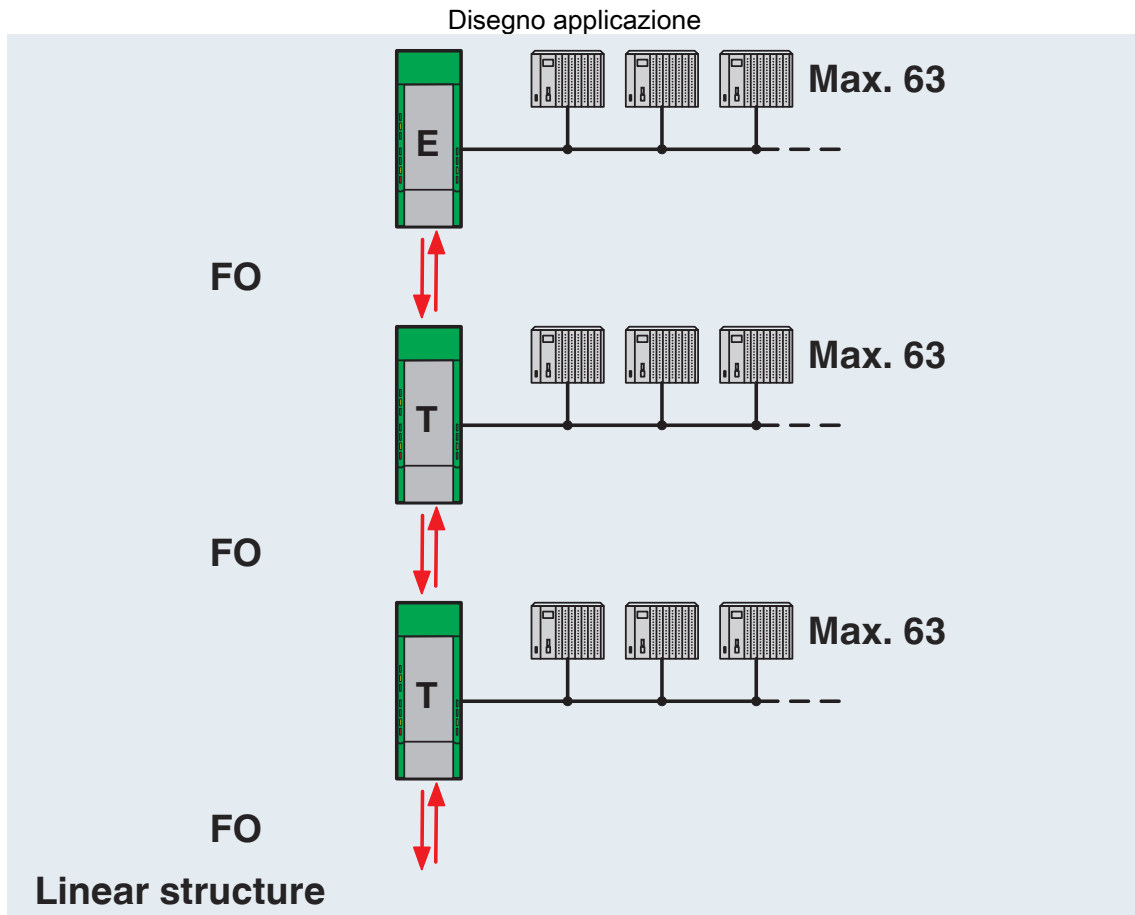 Disegno applicazione
Max. 63
E
FO
Max. 63
T
FO
Max. 63
T
FO
Linear structure